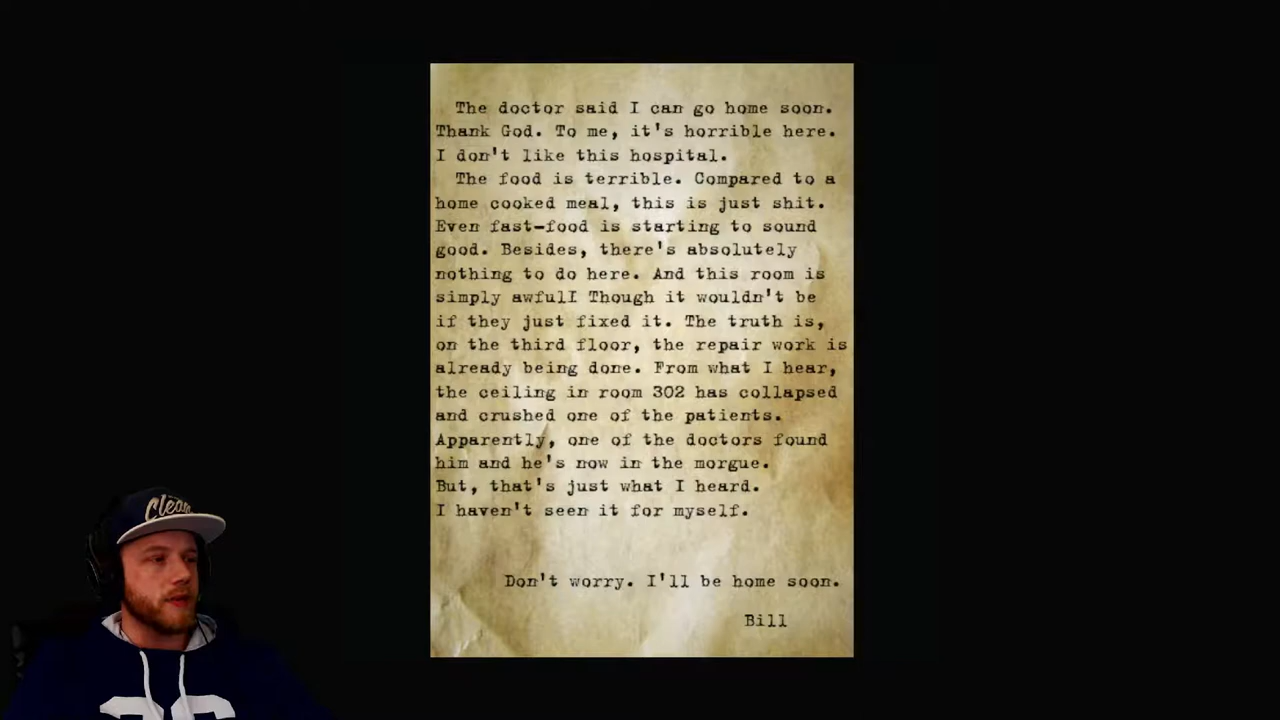 The doctor said I can go home soon.
Thank God. To me, it's horrible here.
I don't like this hospital.
The food is terrible. Compared to a
home cooked meal, this is just shit.
Even fast-food is starting to sound
good. Besides, there's absolutely
nothing to do here. And this room is
simply awfulI Though it wouldn't be
if they just fixed it. The truth is,
on the third floor, the repair work is
already being done. From what I hear,
the ceiling in room 302 has collapsed
and crushed one of the patients.
Apparently, one of the doctors found
him and he's now in the morgue.
But, that's just what I heard.
I haven't seen it for myself.
Don't worry. I'll be home soon.
Bill
Clean